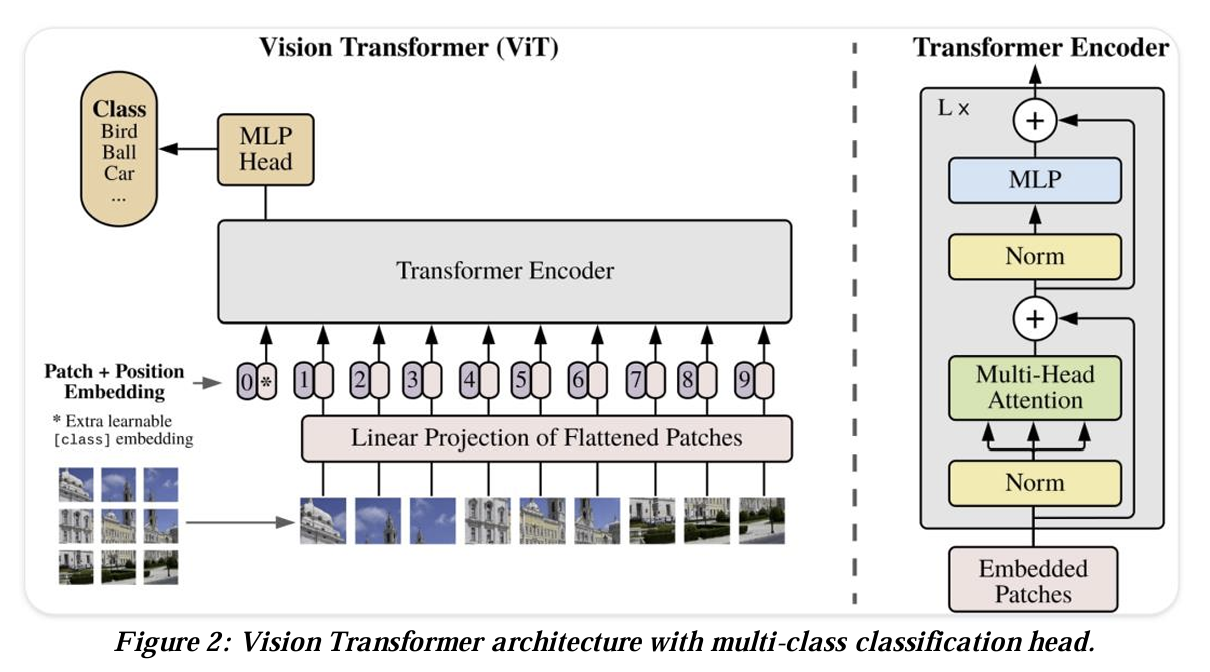 Vision Transformer (ViT)
Class
Bird
Ball
Car
...
MLP
Head
Transformer Encoder
Patch + Position
Embedding
* Extra learnable
[class] embedding
0 * 1 2 3 4 5 6 7 8 9
Linear Projection of Flattened Patches
Transformer Encoder
L x
+
MLP
Norm
+
Multi-Head
Attention
Norm
Embedded
Patches
Figure 2: Vision Transformer architecture with multi-class classification head.